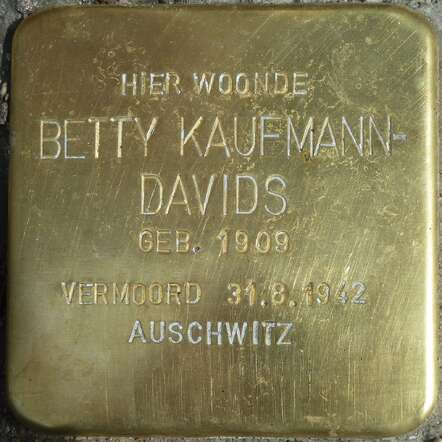 HIER WOONDE
BETTY KAUFMANN-
DAVIDS
GEB. 1909
VERMOORD 31.8.1942
AUSCHWITZ